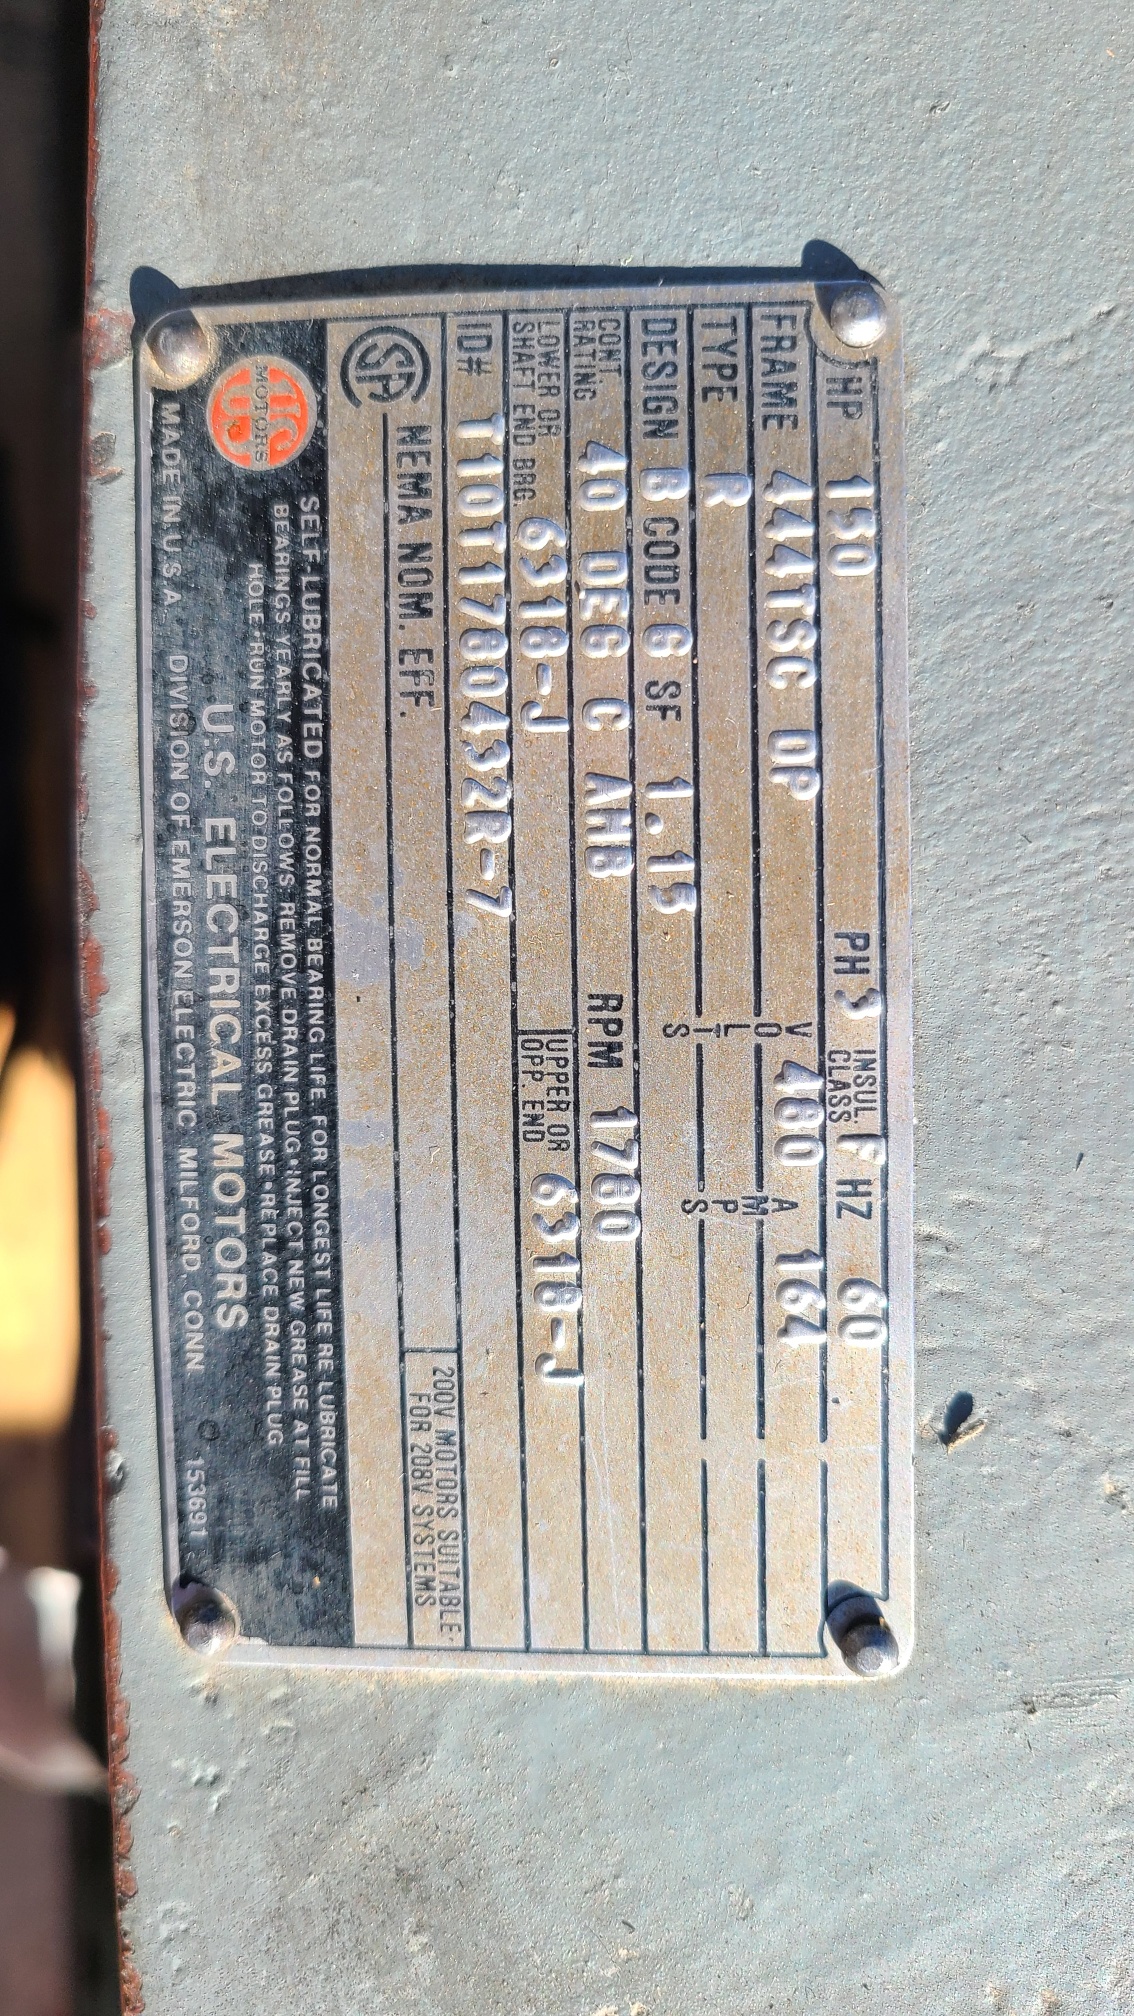 HP 150 PH 3 INSUL. CLASS F HZ 60
FRAME 444TSC DP VOLTS 480 AMPS 164
TYPE R
DESIGN B CODE G SF 1.15
CONT. RATING 40 DEG C AMB RPM 1780
LOWER OR SHAFT END BRG. 6318-J UPPER OR OPP. END 6318-J
ID# T10T1780432R-7
200V MOTORS SUITABLE
FOR 208V SYSTEMS
SA NEMA NOM. EFF.
SELF LUBRICATED FOR NORMAL BEARING LIFE. FOR LONGEST LIFE RE LUBRICATE
BEARINGS YEARLY AS FOLLOWS: REMOVE DRAIN PLUG • INJECT NEW GREASE AT FILL
HOLE • RUN MOTOR TO DISCHARGE EXCESS GREASE • REPLACE DRAIN PLUG
US MOTORS
U.S. ELECTRICAL MOTORS
MADE IN U.S.A. DIVISION OF EMERSON ELECTRIC MILFORD. CONN 153691